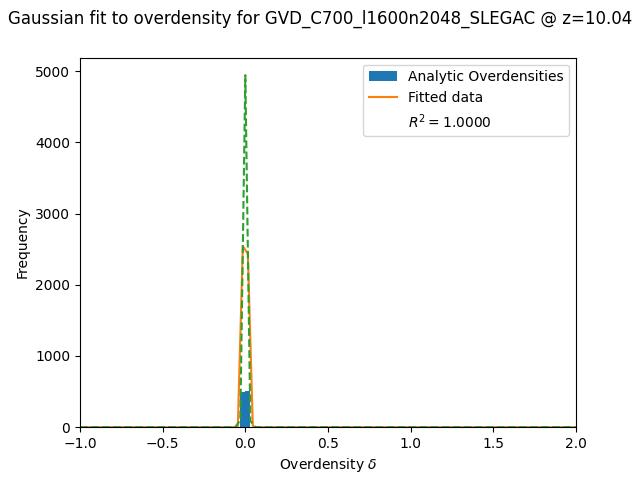 Gaussian fit to overdensity for GVD_C700_l1600n2048_SLEGAC @ z=10.04
5000
4000
3000
2000
1000
0
Frequency
Analytic Overdensities
Fitted data
R² = 1.0000
−1.0 −0.5 0.0 0.5 1.0 1.5 2.0
Overdensity δ